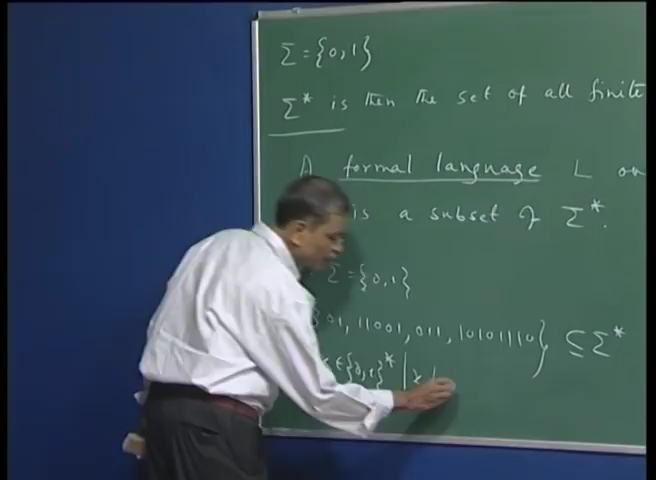 Σ = {0, 1}
Σ* is then the set of all finite
A formal language L on
is a subset of Σ*.
Σ = {0, 1}
01, 11001, 011, 10101110} ⊆ Σ*
∈ {0, 1}* | x